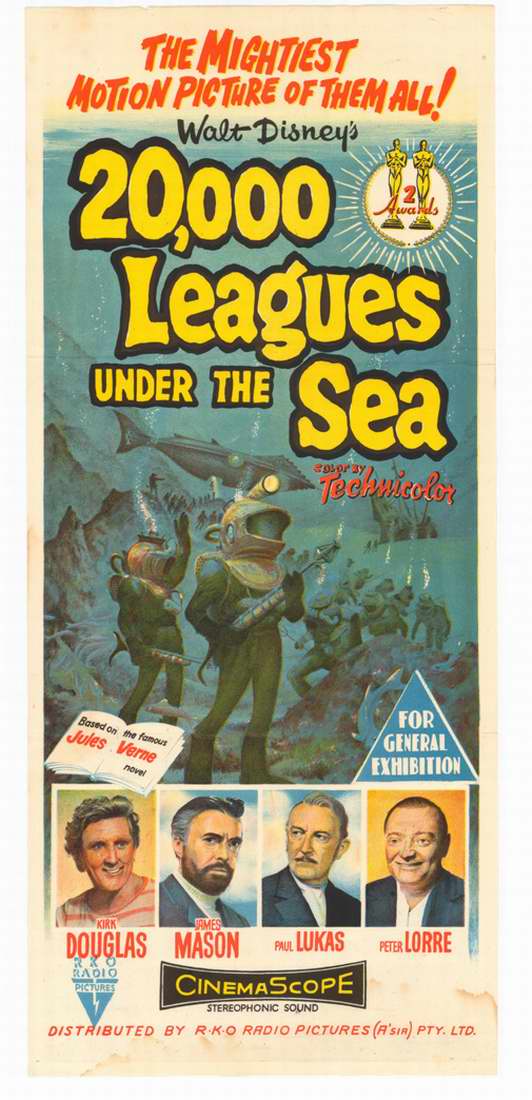 THE MIGHTIEST
MOTION PICTURE OF THEM ALL!
Walt Disney's
20,000
2
Awards
Leagues
UNDER THE Sea
COLOR BY
Technicolor
Based on the famous
Jules Verne
novel
FOR
GENERAL
EXHIBITION
KIRK
DOUGLAS
JAMES
MASON
PAUL LUKAS
PETER LORRE
RKO
RADIO
PICTURES
CINEMASCOPE
STEREOPHONIC SOUND
DISTRIBUTED BY R-K-O RADIO PICTURES (A'SIA) PTY. LTD.